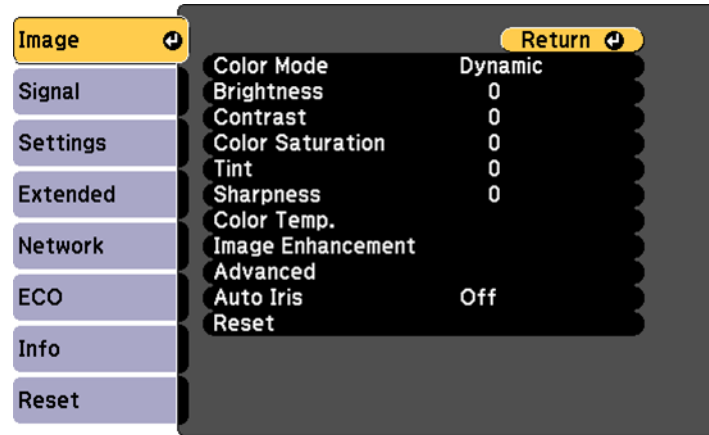 Image
Signal
Settings
Extended
Network
ECO
Info
Reset
Return
Color Mode Dynamic
Brightness 0
Contrast 0
Color Saturation 0
Tint 0
Sharpness 0
Color Temp.
Image Enhancement
Advanced
Auto Iris Off
Reset